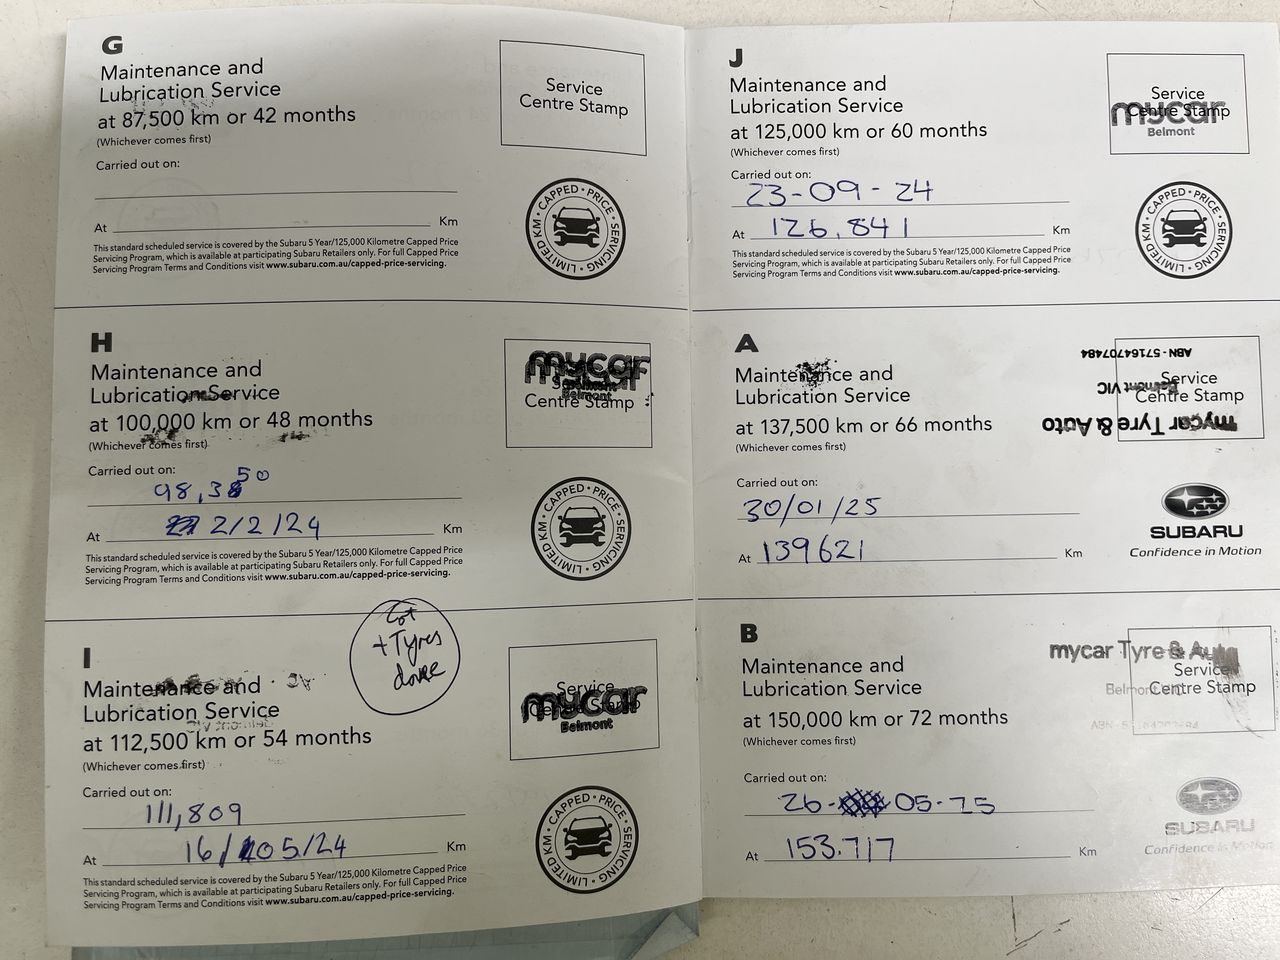 G
Maintenance and
Lubrication Service
at 87,500 km or 42 months
(Whichever comes first)
Carried out on:
At Km
This standard scheduled service is covered by the Subaru 5 Year/125,000 Kilometre Capped Price
Servicing Program, which is available at participating Subaru Retailers only. For full Capped Price
Servicing Program Terms and Conditions visit www.subaru.com.au/capped-price-servicing.
Service
Centre Stamp
LIMITED KM • CAPPED • PRICE • SERVICING •
H
Maintenance and
Lubrication Service
at 100,000 km or 48 months
(Whichever comes first)
Carried out on:
98,350
At 2/2/24 Km
This standard scheduled service is covered by the Subaru 5 Year/125,000 Kilometre Capped Price
Servicing Program, which is available at participating Subaru Retailers only. For full Capped Price
Servicing Program Terms and Conditions visit www.subaru.com.au/capped-price-servicing.
mycar
Belmont
Centre Stamp
LIMITED KM • CAPPED • PRICE • SERVICING •
I
Maintenance and
Lubrication Service
at 112,500 km or 54 months
(Whichever comes first)
Carried out on:
111,809
At 16/05/24 Km
This standard scheduled service is covered by the Subaru 5 Year/125,000 Kilometre Capped Price
Servicing Program, which is available at participating Subaru Retailers only. For full Capped Price
Servicing Program Terms and Conditions visit www.subaru.com.au/capped-price-servicing.
+ Tyres
done
Service
Centre Stamp
mycar
Belmont
LIMITED KM • CAPPED • PRICE • SERVICING •
J
Maintenance and
Lubrication Service
at 125,000 km or 60 months
(Whichever comes first)
Carried out on:
23-09-24
At 126,841 Km
This standard scheduled service is covered by the Subaru 5 Year/125,000 Kilometre Capped Price
Servicing Program, which is available at participating Subaru Retailers only. For full Capped Price
Servicing Program Terms and Conditions visit www.subaru.com.au/capped-price-servicing.
Service
Centre Stamp
mycar
Belmont
LIMITED KM • CAPPED • PRICE • SERVICING •
A
Maintenance and
Lubrication Service
at 137,500 km or 66 months
(Whichever comes first)
Carried out on:
30/01/25
At 139621 Km
Service
Centre Stamp
mycar Tyre & Auto
Belmont VIC
ABN - 57164707484
SUBARU
Confidence in Motion
B
Maintenance and
Lubrication Service
at 150,000 km or 72 months
(Whichever comes first)
Carried out on:
26-05-25
At 153.717 Km
mycar Tyre & Auto
Service
Centre Stamp
Belmont
SUBARU
Confidence in Motion